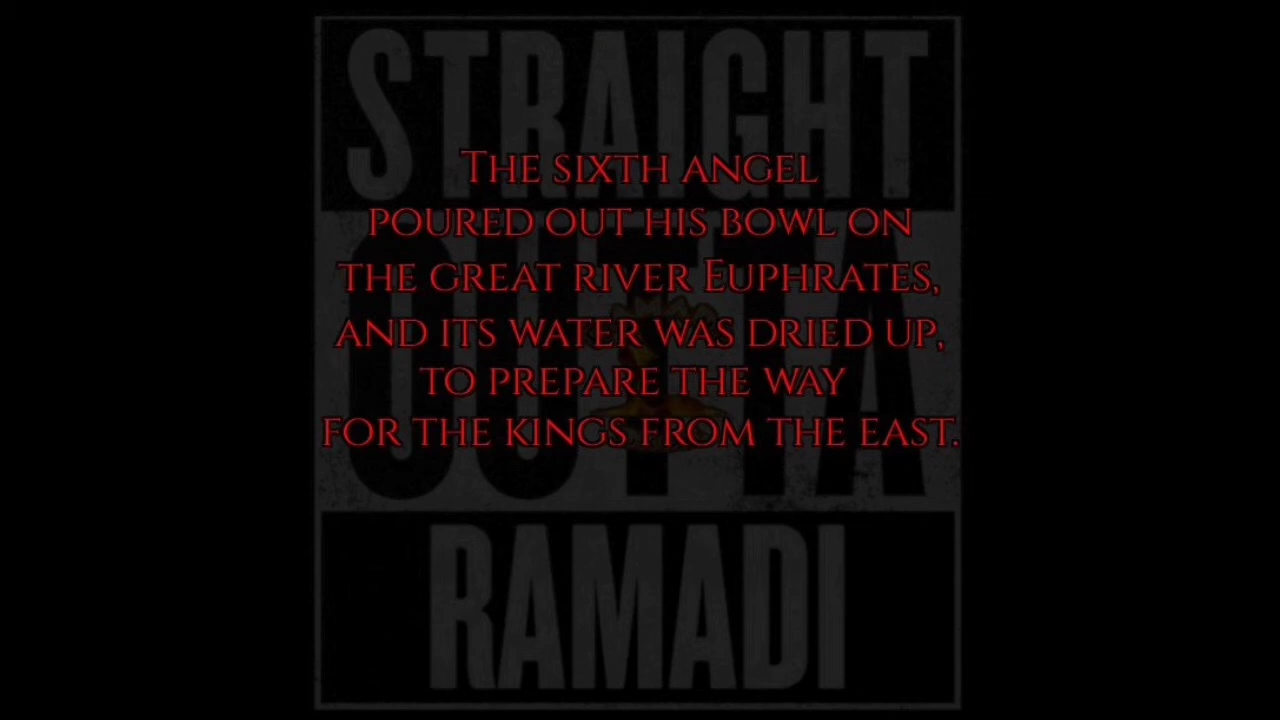 STRAIGHT
OUTTA
RAMADI
The sixth angel
poured out his bowl on
the great river Euphrates,
and its water was dried up,
to prepare the way
for the kings from the east.